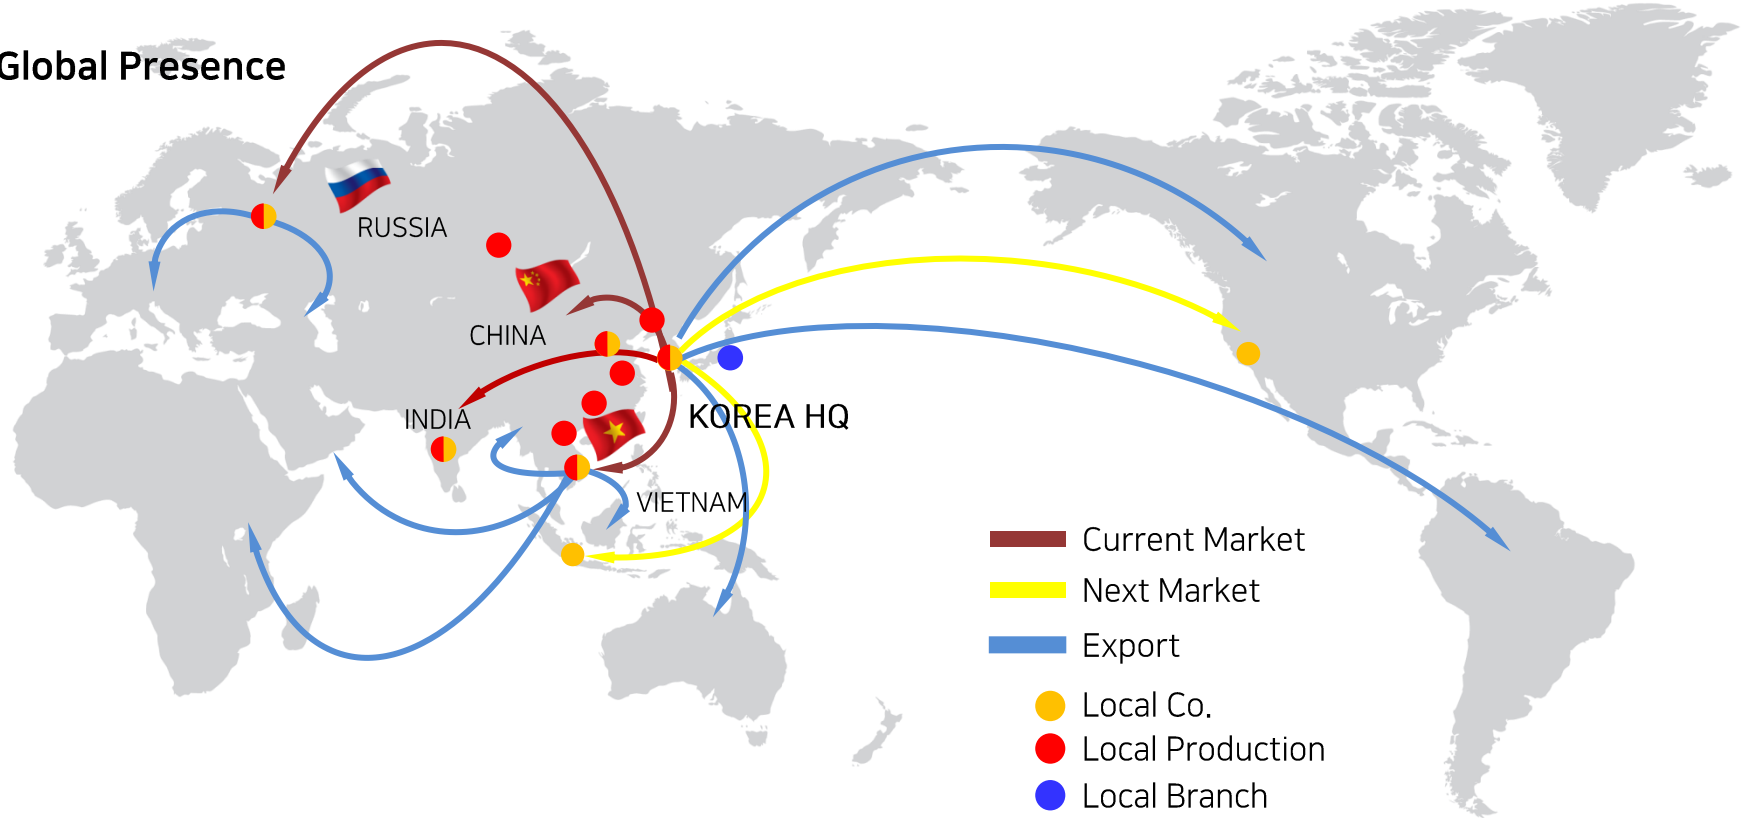 Global Presence
RUSSIA
CHINA
INDIA
KOREA HQ
VIETNAM
Current Market
Next Market
Export
Local Co.
Local Production
Local Branch